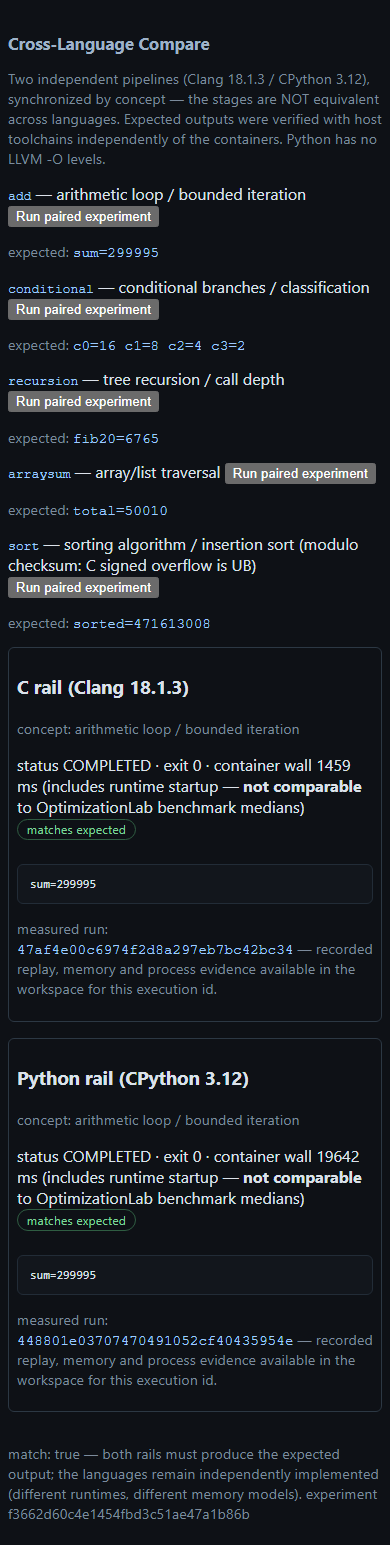 Cross-Language Compare
Two independent pipelines (Clang 18.1.3 / CPython 3.12),
synchronized by concept — the stages are NOT equivalent
across languages. Expected outputs were verified with host
toolchains independently of the containers. Python has no
LLVM -O levels.
add — arithmetic loop / bounded iteration
Run paired experiment
expected: sum=299995
conditional — conditional branches / classification
Run paired experiment
expected: c0=16 c1=8 c2=4 c3=2
recursion — tree recursion / call depth
Run paired experiment
expected: fib20=6765
arraysum — array/list traversal Run paired experiment
expected: total=50010
sort — sorting algorithm / insertion sort (modulo
checksum: C signed overflow is UB)
Run paired experiment
expected: sorted=471613008
C rail (Clang 18.1.3)
concept: arithmetic loop / bounded iteration
status COMPLETED · exit 0 · container wall 1459
ms (includes runtime startup — not comparable
to OptimizationLab benchmark medians)
matches expected
sum=299995
measured run:
47af4e00c6974f2d8a297eb7bc42bc34 — recorded
replay, memory and process evidence available in the
workspace for this execution id.
Python rail (CPython 3.12)
concept: arithmetic loop / bounded iteration
status COMPLETED · exit 0 · container wall 19642
ms (includes runtime startup — not comparable
to OptimizationLab benchmark medians)
matches expected
sum=299995
measured run:
448801e03707470491052cf40435954e — recorded
replay, memory and process evidence available in the
workspace for this execution id.
match: true — both rails must produce the expected
output; the languages remain independently implemented
(different runtimes, different memory models). experiment
f3662d60c4e1454fbd3c51ae47a1b86b